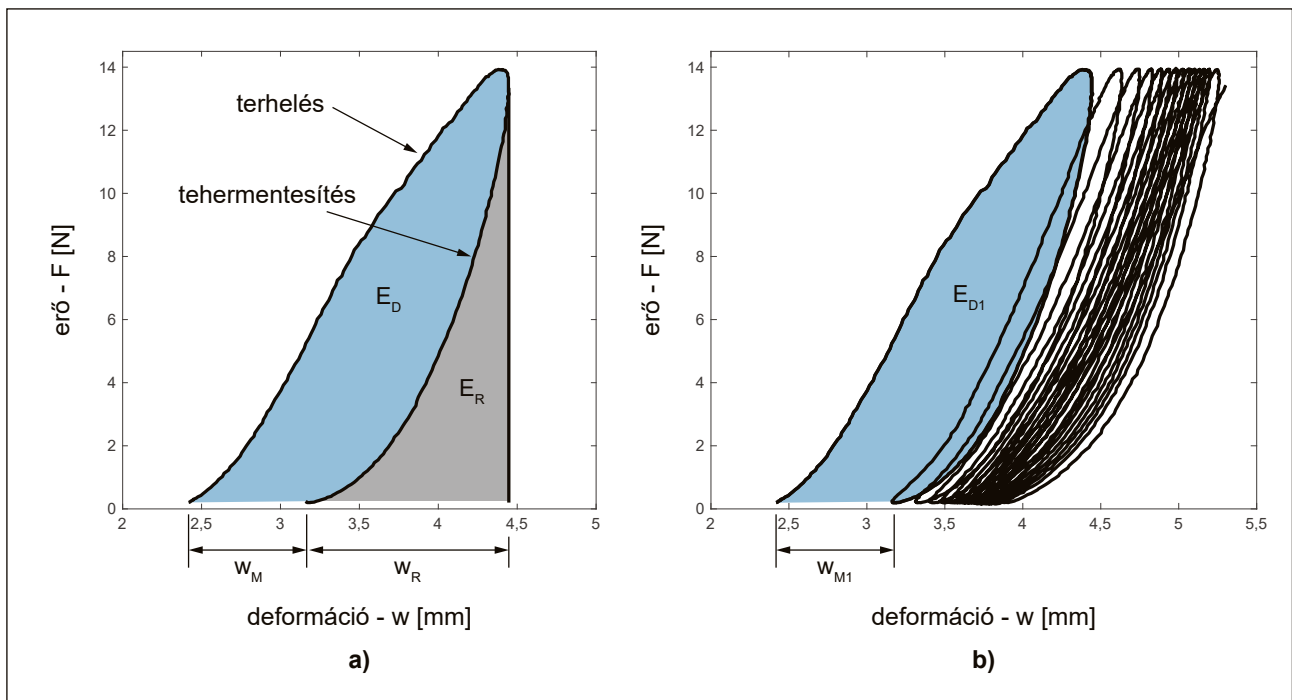 14
12
10
8
6
4
2
0
erő - F [N]
terhelés
tehermentesítés
E_D
E_R
2
2,5
3
3,5
4
4,5
5
w_M
w_R
deformáció - w [mm]
a)
14
12
10
8
6
4
2
0
erő - F [N]
E_D1
2
2,5
3
3,5
4
4,5
5
5,5
w_M1
deformáció - w [mm]
b)